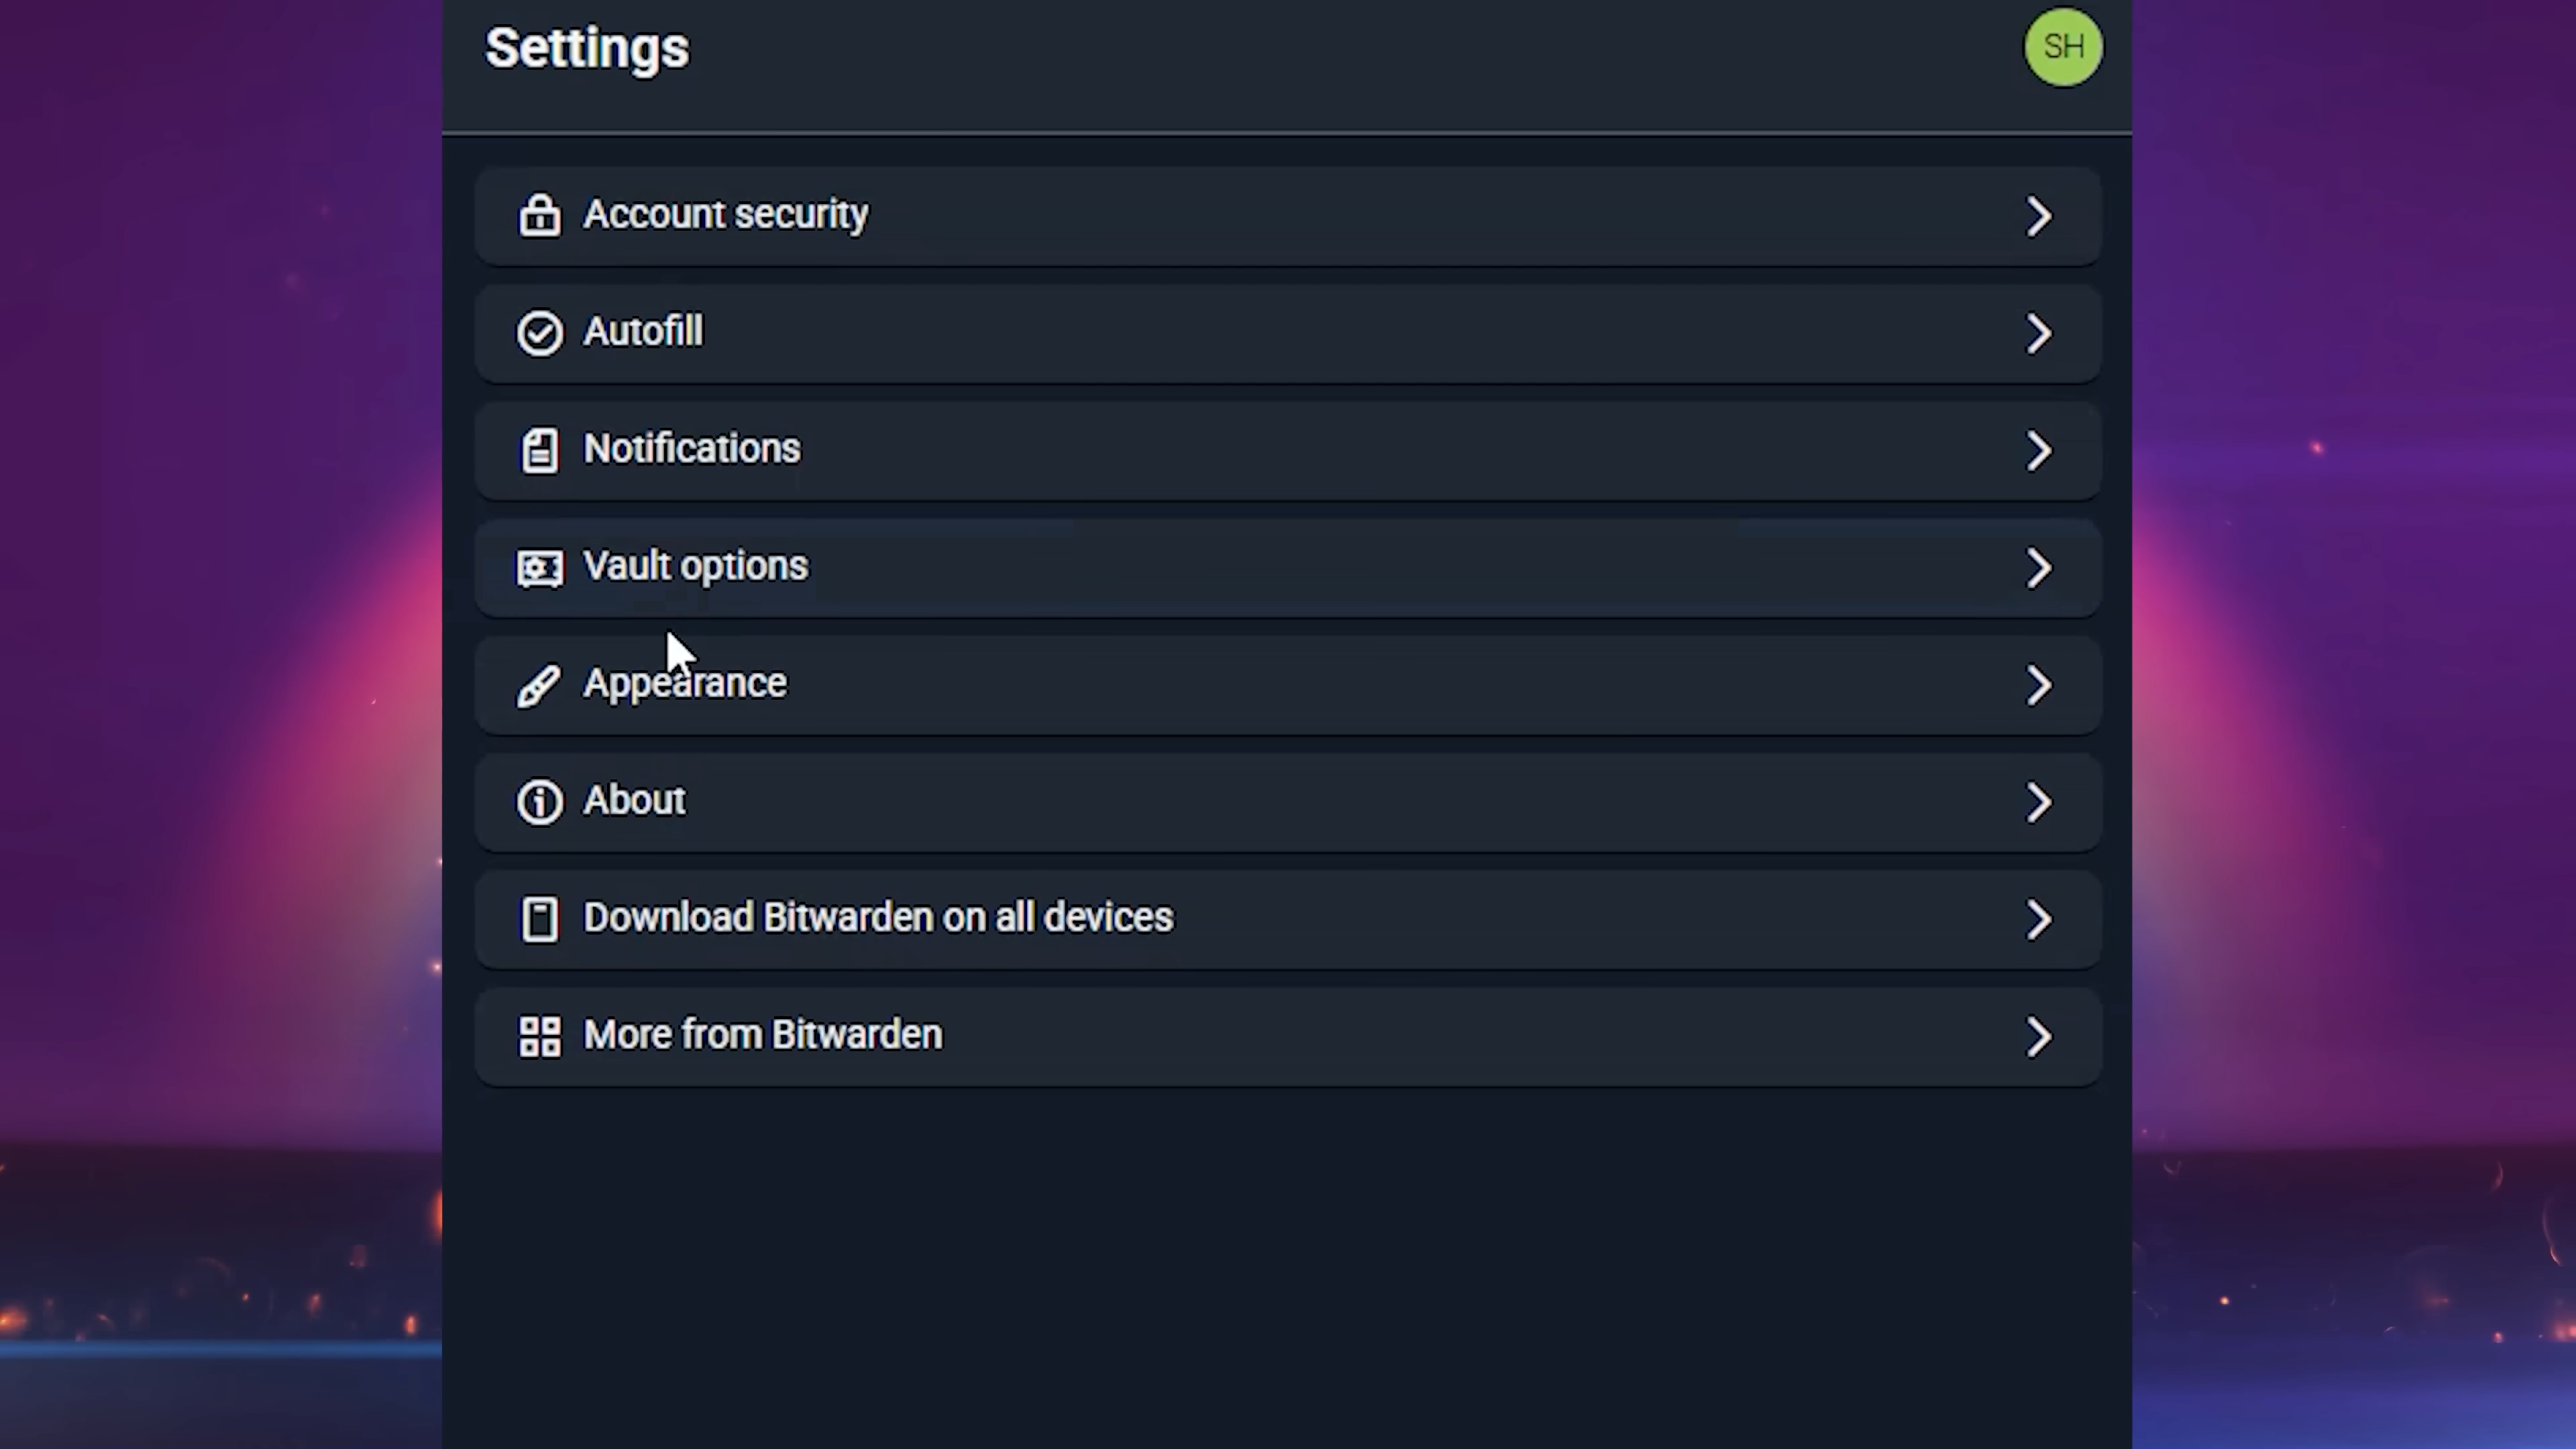 Settings
SH
Account security
Autofill
Notifications
Vault options
Appearance
About
Download Bitwarden on all devices
More from Bitwarden